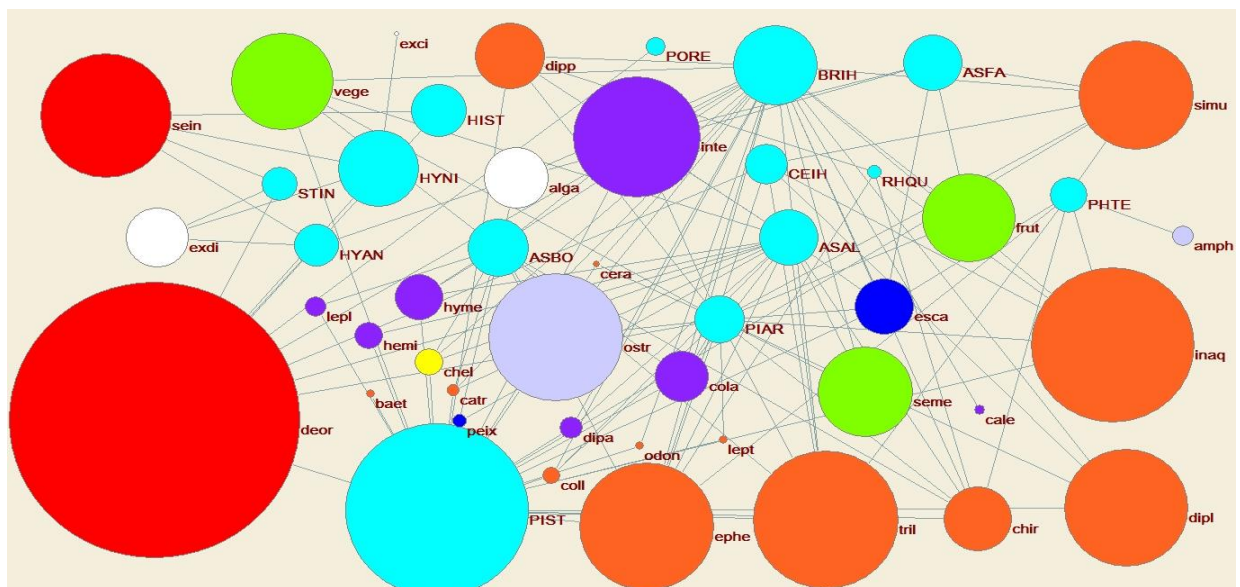 exci
dipp
PORE
BRIH
ASFA
vege
simu
sein
HIST
inte
HYNI
alga
CEIH
RHQU
STIN
PHTE
frut
exdi
HYAN
ASBO
ASAL
amph
cera
lepl
hyme
esca
hemi
ostr
PIAR
inaq
chel
cola
baet
catr
seme
deor
peix
dipa
cale
odon
lept
coll
PIST
ephe
tril
chir
dipl